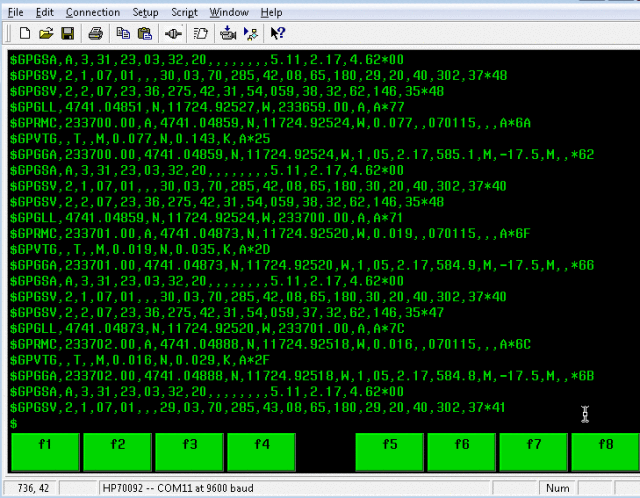 File Edit Connection Setup Script Window Help
$GPGSA,A,3,31,23,03,32,20,,,,,,,,5.11,2.17,4.62*00
$GPGSV,2,1,07,01,,,30,03,70,285,42,08,65,180,29,20,40,302,37*48
$GPGSV,2,2,07,23,36,275,42,31,54,059,38,32,62,146,35*48
$GPGLL,4741.04851,N,11724.92527,W,233659.00,A,A*77
$GPRMC,233700.00,A,4741.04859,N,11724.92524,W,0.077,,070115,,,A*6A
$GPVTG,,T,,M,0.077,N,0.143,K,A*25
$GPGGA,233700.00,4741.04859,N,11724.92524,W,1,05,2.17,585.1,M,-17.5,M,,*62
$GPGSA,A,3,31,23,03,32,20,,,,,,,,5.11,2.17,4.62*00
$GPGSV,2,1,07,01,,,30,03,70,285,42,08,65,180,30,20,40,302,37*40
$GPGSV,2,2,07,23,36,275,42,31,54,059,38,32,62,146,35*48
$GPGLL,4741.04859,N,11724.92524,W,233700.00,A,A*71
$GPRMC,233701.00,A,4741.04873,N,11724.92520,W,0.019,,070115,,,A*6F
$GPVTG,,T,,M,0.019,N,0.035,K,A*2D
$GPGGA,233701.00,4741.04873,N,11724.92520,W,1,05,2.17,584.9,M,-17.5,M,,*66
$GPGSA,A,3,31,23,03,32,20,,,,,,,,5.11,2.17,4.62*00
$GPGSV,2,1,07,01,,,30,03,70,285,42,08,65,180,30,20,40,302,37*40
$GPGSV,2,2,07,23,36,275,42,31,54,059,37,32,62,146,35*47
$GPGLL,4741.04873,N,11724.92520,W,233701.00,A,A*7C
$GPRMC,233702.00,A,4741.04888,N,11724.92518,W,0.016,,070115,,,A*6C
$GPVTG,,T,,M,0.016,N,0.029,K,A*2F
$GPGGA,233702.00,4741.04888,N,11724.92518,W,1,05,2.17,584.8,M,-17.5,M,,*6B
$GPGSA,A,3,31,23,03,32,20,,,,,,,,5.11,2.17,4.62*00
$GPGSV,2,1,07,01,,,29,03,70,285,43,08,65,180,29,20,40,302,37*41
$
f1 f2 f3 f4 f5 f6 f7 f8
736, 42 HP70092 -- COM11 at 9600 baud Num